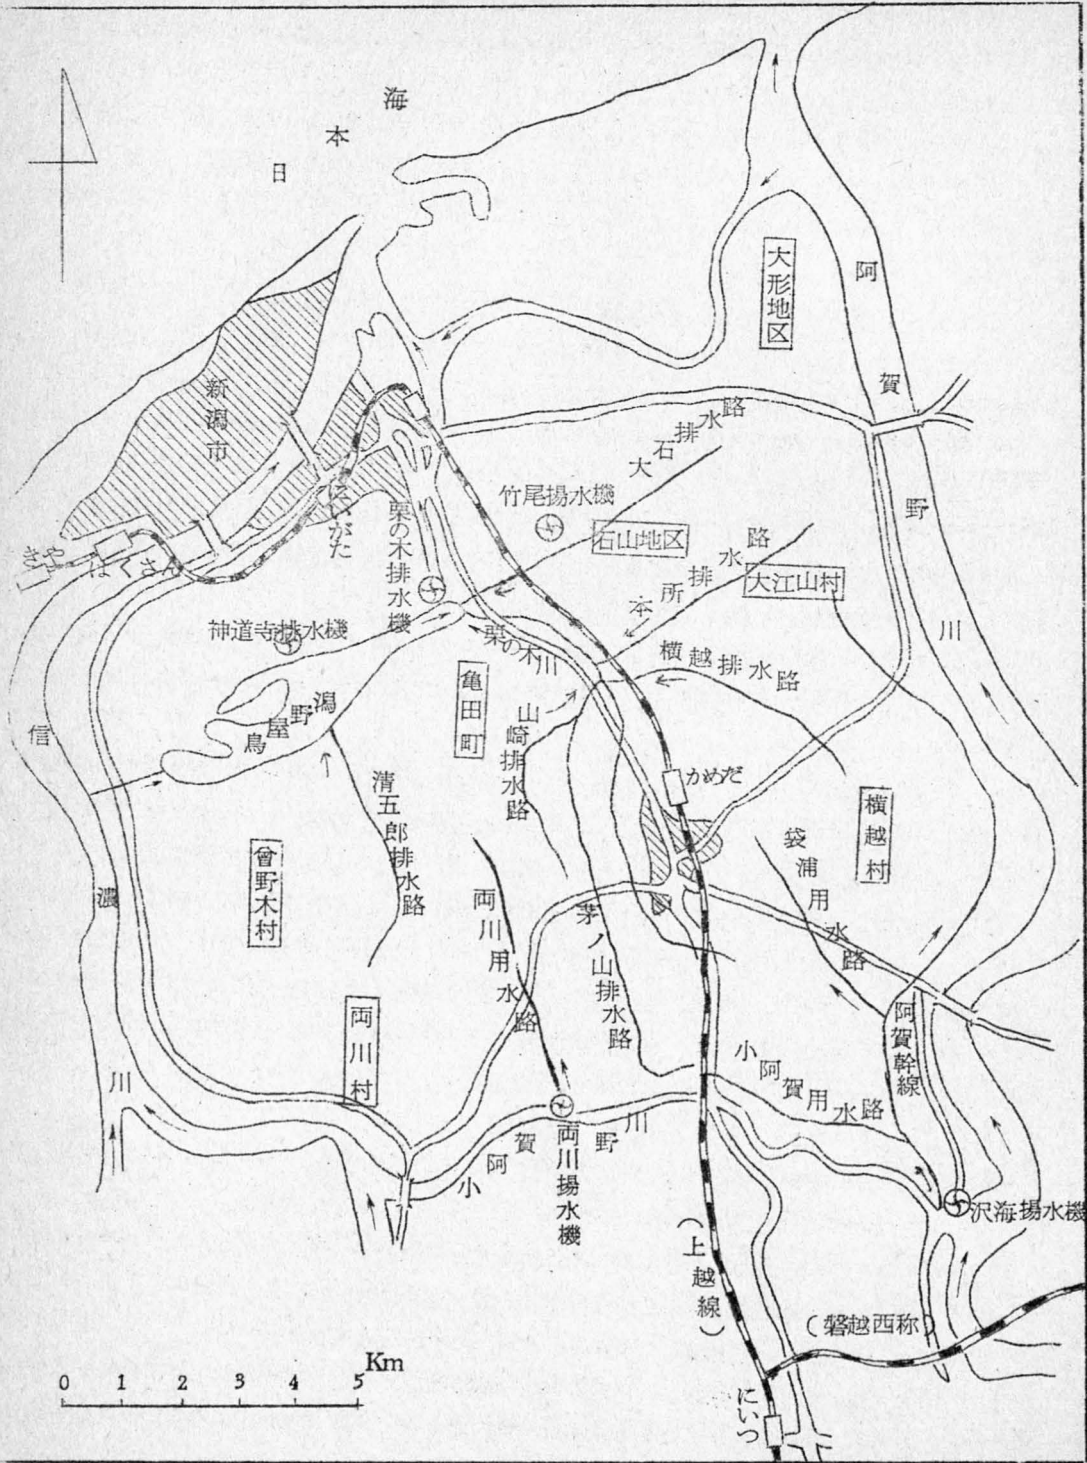 日本海
阿賀野川
大形地区
新潟市
大石排水路
竹尾揚水機
石山地区
本所排水路
大江山村
にいがた
栗の木排水機
はくさん
神道寺排水機
栗の木川
横越排水路
亀田町
鳥屋野潟
山崎排水路
かめだ
信濃川
清五郎排水路
横越村
袋浦用水路
曾野木村
両川用水路
茅ノ山排水路
両川村
阿賀幹線
小阿賀用水路
小阿賀野川
両川揚水機
沢海揚水機
(上越線)
(磐越西称)
にいつ
Km
0 1 2 3 4 5